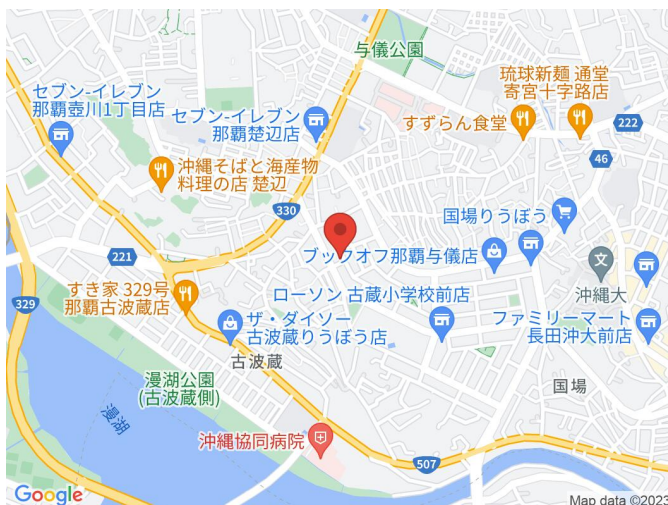 与儀公園
琉球新麺 通堂
寄宮十字路店
セブン-イレブン
那覇壺川1丁目店
セブン-イレブン
那覇楚辺店
すずらん食堂
222
46
沖縄そばと海産物
料理の店 楚辺
330
国場りうぼう
221
ブックオフ那覇与儀店
沖縄大
329
すき家 329号
那覇古波蔵店
ローソン 古蔵小学校前店
ザ・ダイソー
古波蔵りうぼう店
ファミリーマート
長田沖大前店
古波蔵
国場
漫湖公園
(古波蔵側)
漫湖
沖縄協同病院
507
Google
Map data ©2023